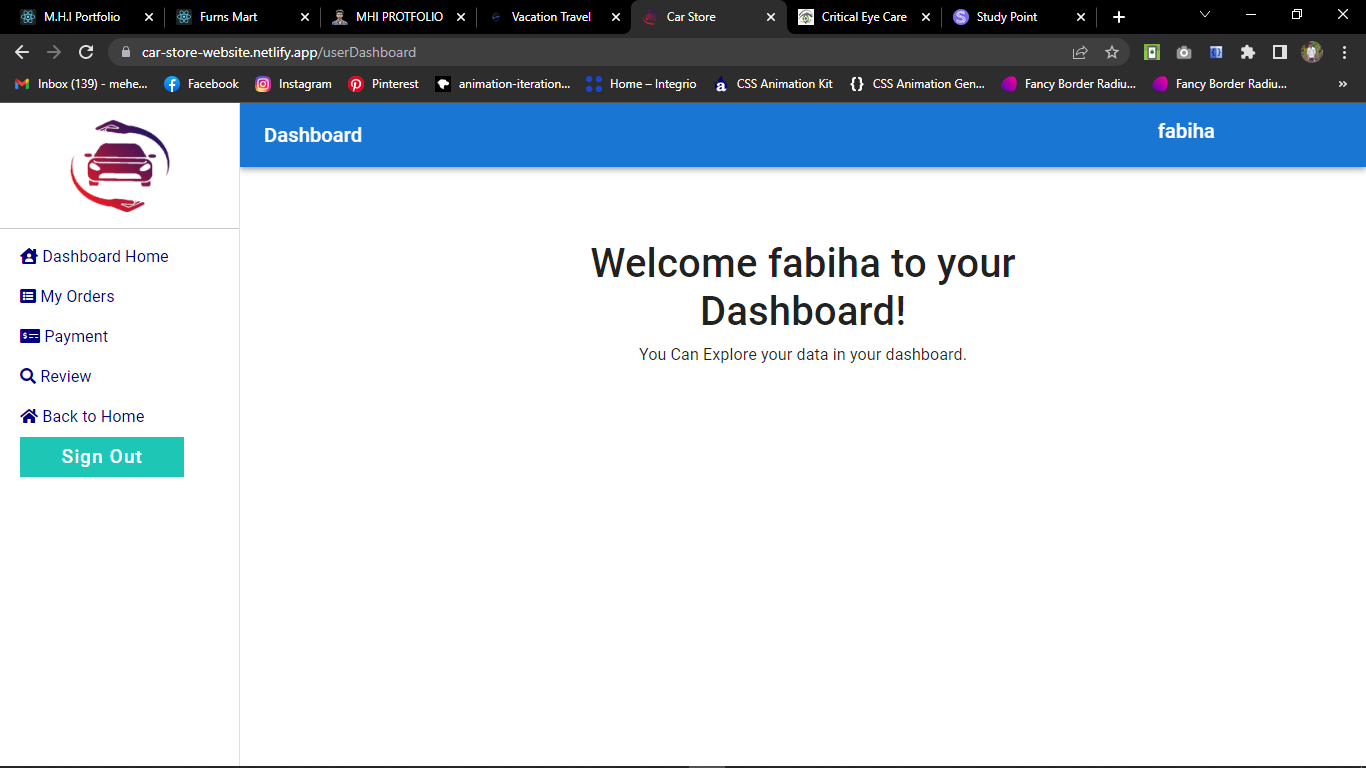 M.H.I Portfolio
Furns Mart
MHI PROTFOLIO
Vacation Travel
Car Store
Critical Eye Care
Study Point
car-store-website.netlify.app/userDashboard
Inbox (139) - mehe...
Facebook
Instagram
Pinterest
animation-iteration...
Home – Integrio
CSS Animation Kit
CSS Animation Gen...
Fancy Border Radiu...
Fancy Border Radiu...
»
Dashboard
fabiha
Dashboard Home
My Orders
Payment
Review
Back to Home
Sign Out
Welcome fabiha to your
Dashboard!
You Can Explore your data in your dashboard.